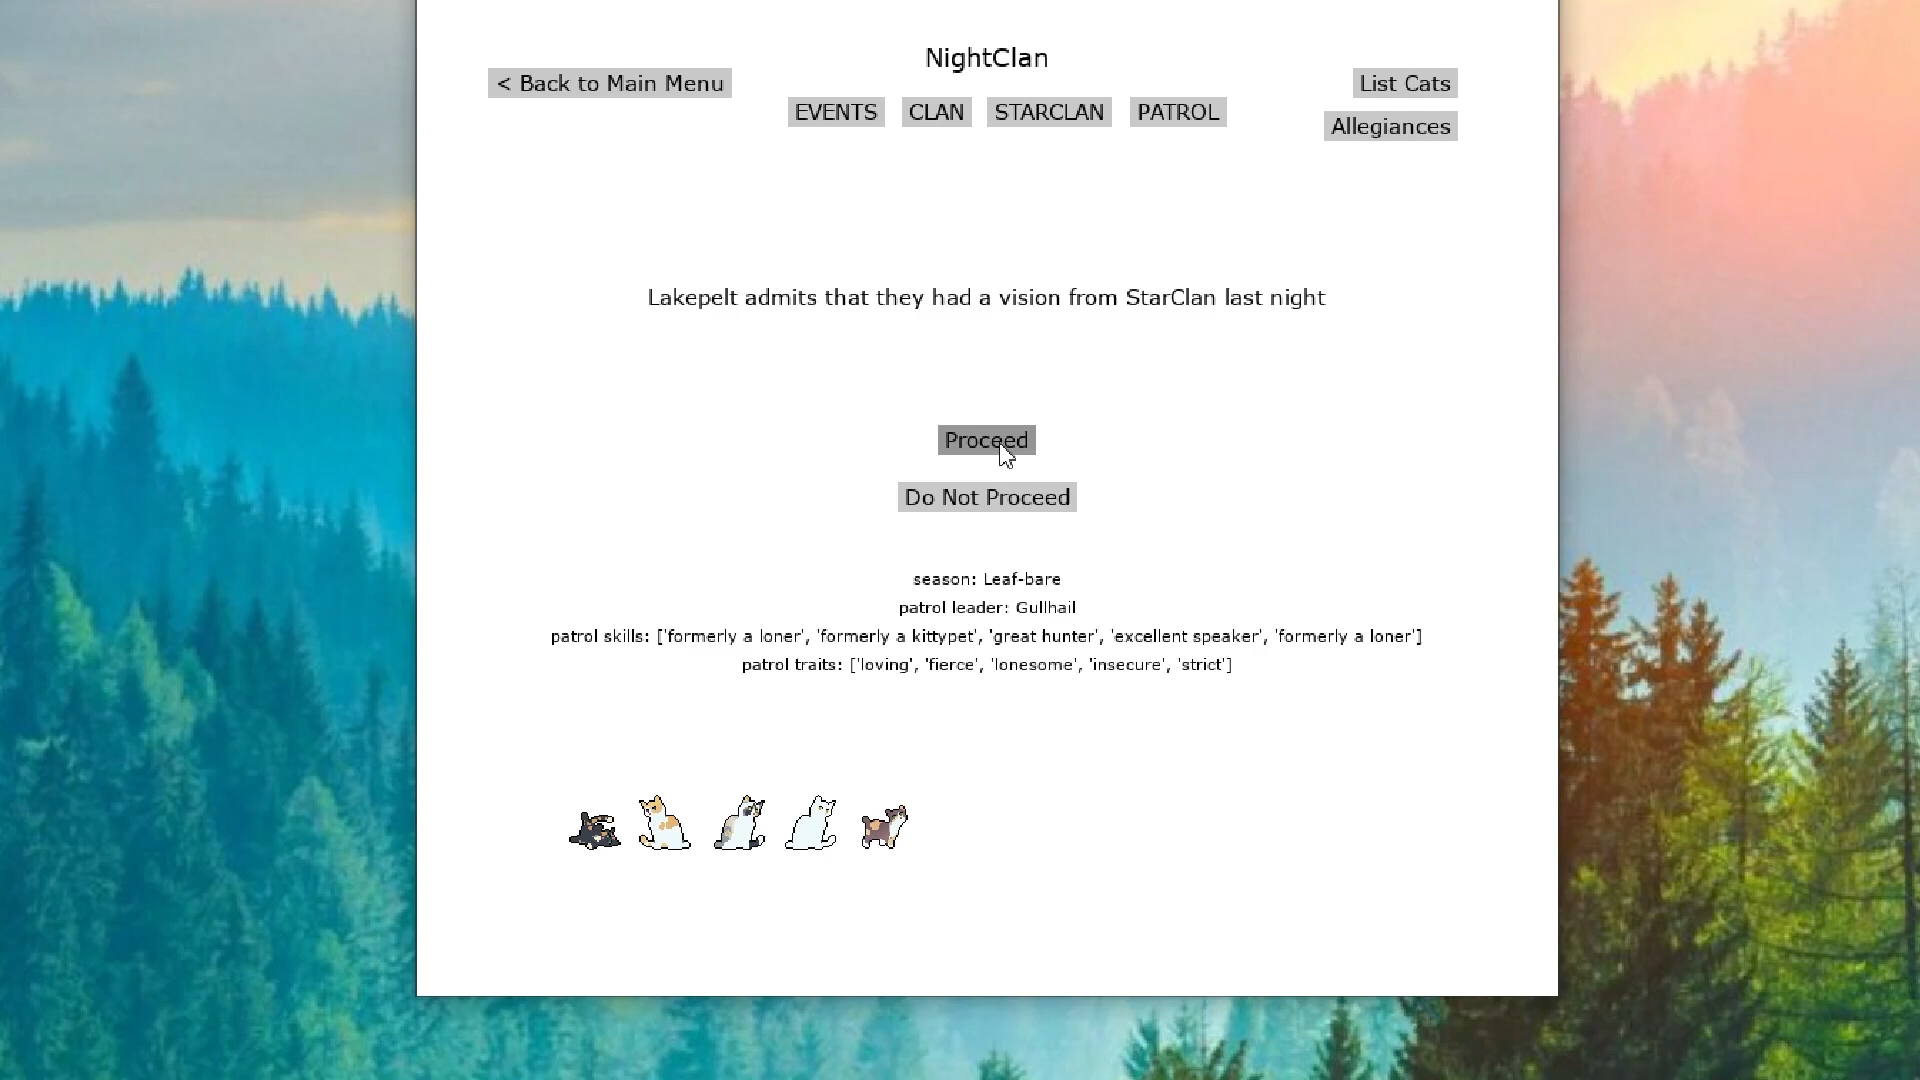 NightClan
< Back to Main Menu
List Cats
EVENTS CLAN STARCLAN PATROL
Allegiances
Lakepelt admits that they had a vision from StarClan last night
Proceed
Do Not Proceed
season: Leaf-bare
patrol leader: Gullhail
patrol skills: ['formerly a loner', 'formerly a kittypet', 'great hunter', 'excellent speaker', 'formerly a loner']
patrol traits: ['loving', 'fierce', 'lonesome', 'insecure', 'strict']